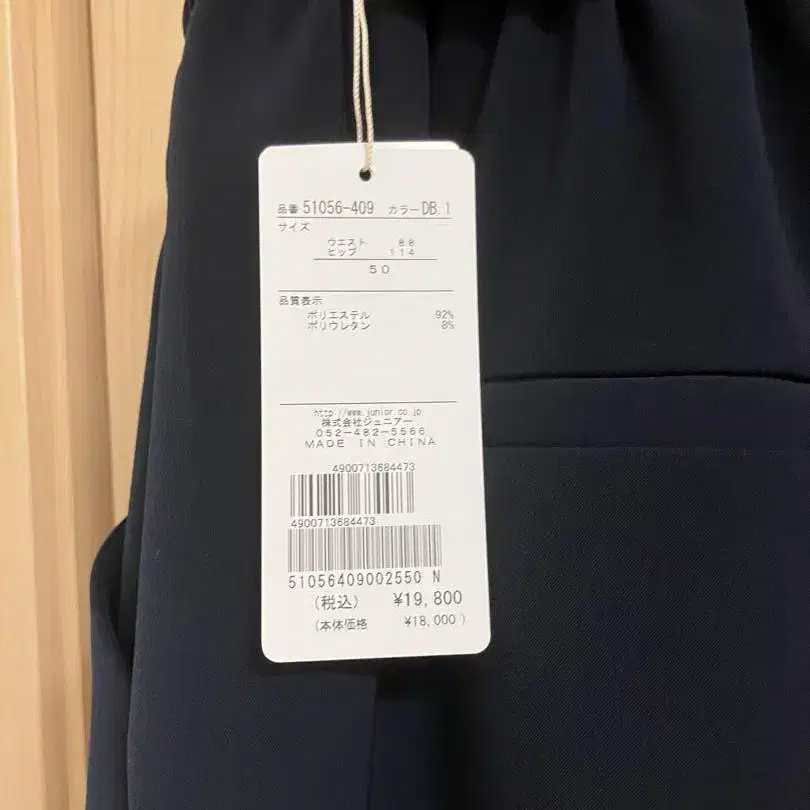 品番 51056-409 カラー DB.1
サイズ
ウエスト 88
ヒップ 114
50
品質表示
ポリエステル 92%
ポリウレタン 8%
http://www.junior.co.jp
株式会社ジュニアー
052-482-5566
MADE IN CHINA
4900713684473
4900713684473
51056409002550 N
(税込) ¥19,800
(本体価格 ¥18,000)